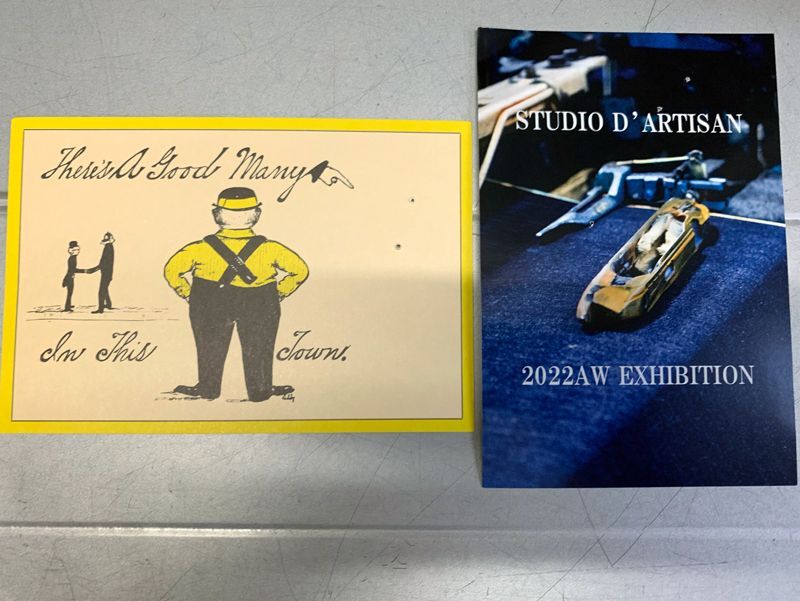 There's A Good Many
In This Town.
STUDIO D'ARTISAN
2022AW EXHIBITION